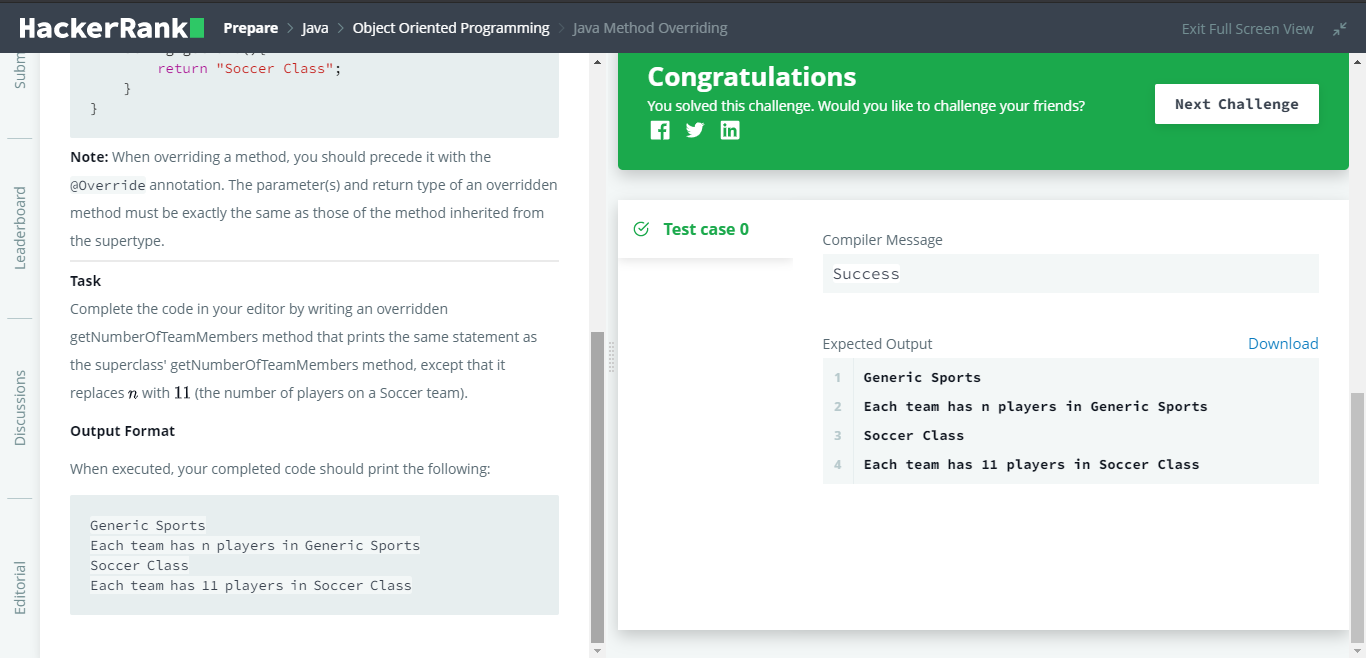 HackerRank
Prepare > Java > Object Oriented Programming > Java Method Overriding
Exit Full Screen View
Subm
Leaderboard
Discussions
Editorial
return "Soccer Class";
}
}
Note: When overriding a method, you should precede it with the
@Override annotation. The parameter(s) and return type of an overridden
method must be exactly the same as those of the method inherited from
the supertype.
Task
Complete the code in your editor by writing an overridden
getNumberOfTeamMembers method that prints the same statement as
the superclass' getNumberOfTeamMembers method, except that it
replaces n with 11 (the number of players on a Soccer team).
Output Format
When executed, your completed code should print the following:
Generic Sports
Each team has n players in Generic Sports
Soccer Class
Each team has 11 players in Soccer Class
Congratulations
You solved this challenge. Would you like to challenge your friends?
Next Challenge
Test case 0
Compiler Message
Success
Expected Output
Download
1 Generic Sports
2 Each team has n players in Generic Sports
3 Soccer Class
4 Each team has 11 players in Soccer Class